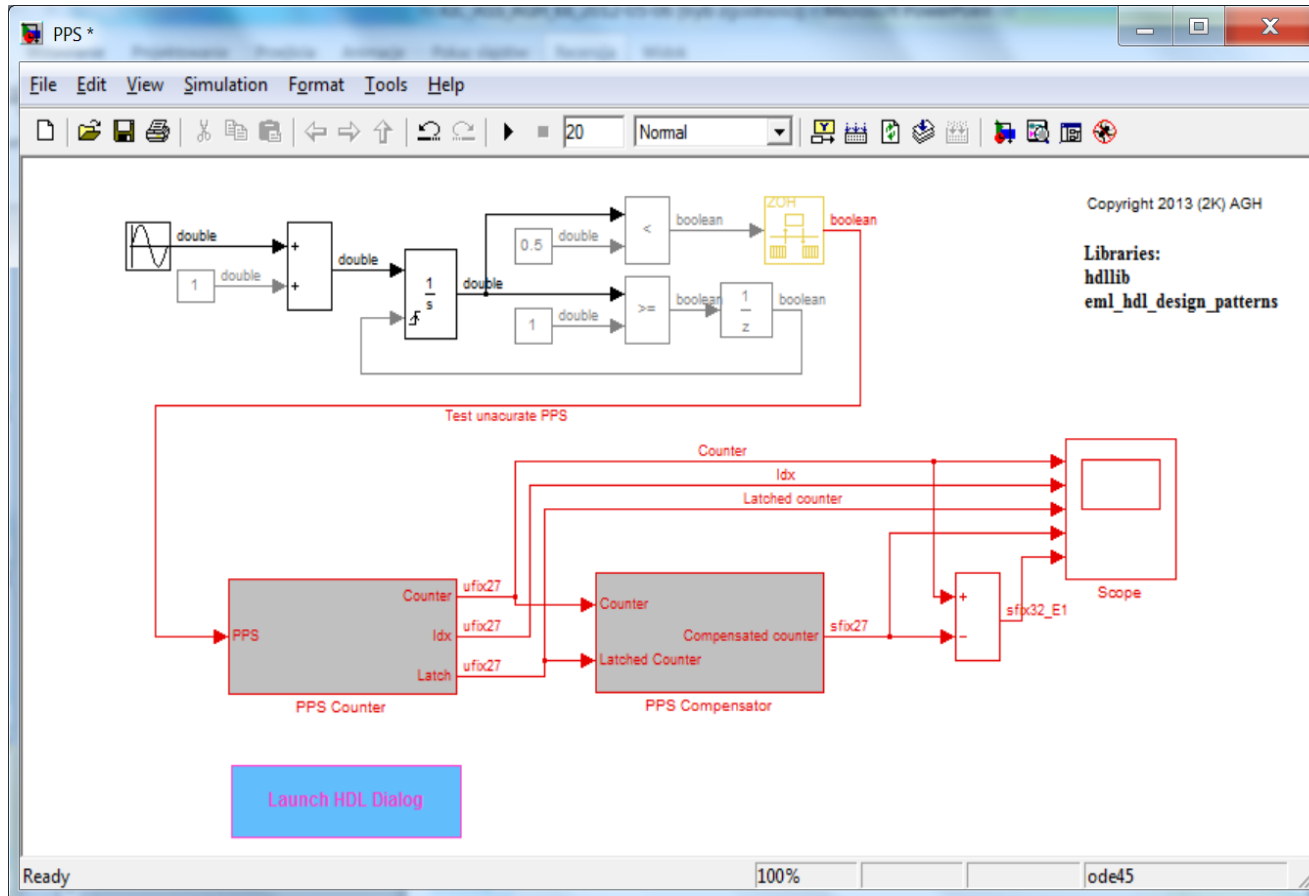 PPS *
File Edit View Simulation Format Tools Help
20 Normal
Copyright 2013 (2K) AGH
Libraries:
hdllib
eml_hdl_design_patterns
double
1
double
+
+
double
1
s
double
0.5
double
<
boolean
ZOH
boolean
1
double
>=
boolean
1
z
boolean
Test unacurate PPS
Counter
Idx
Latched counter
Scope
PPS
Counter
Idx
Latch
ufix27
ufix27
ufix27
PPS Counter
Counter
Latched Counter
Compensated counter
sfix27
PPS Compensator
+
−
sfix32_E1
Launch HDL Dialog
Ready 100% ode45